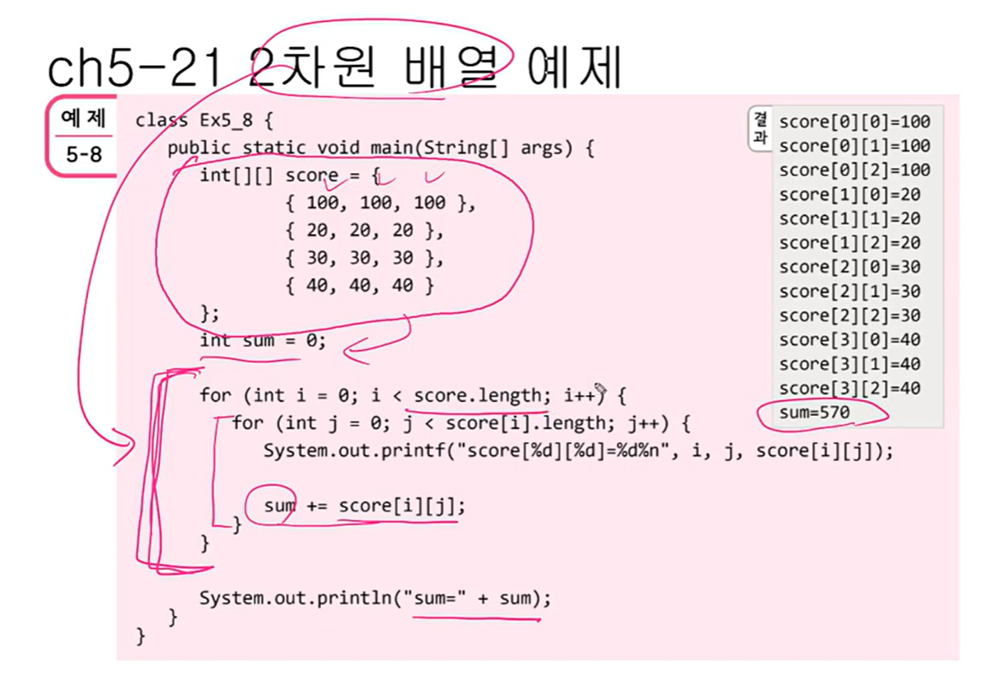 ch5-21 2차원 배열 예제
예제
5-8
class Ex5_8 {
public static void main(String[] args) {
int[][] score = {
{ 100, 100, 100 },
{ 20, 20, 20 },
{ 30, 30, 30 },
{ 40, 40, 40 }
};
int sum = 0;
for (int i = 0; i < score.length; i++) {
for (int j = 0; j < score[i].length; j++) {
System.out.printf("score[%d][%d]=%d%n", i, j, score[i][j]);
sum += score[i][j];
}
}
System.out.println("sum=" + sum);
}
}
결과
score[0][0]=100
score[0][1]=100
score[0][2]=100
score[1][0]=20
score[1][1]=20
score[1][2]=20
score[2][0]=30
score[2][1]=30
score[2][2]=30
score[3][0]=40
score[3][1]=40
score[3][2]=40
sum=570